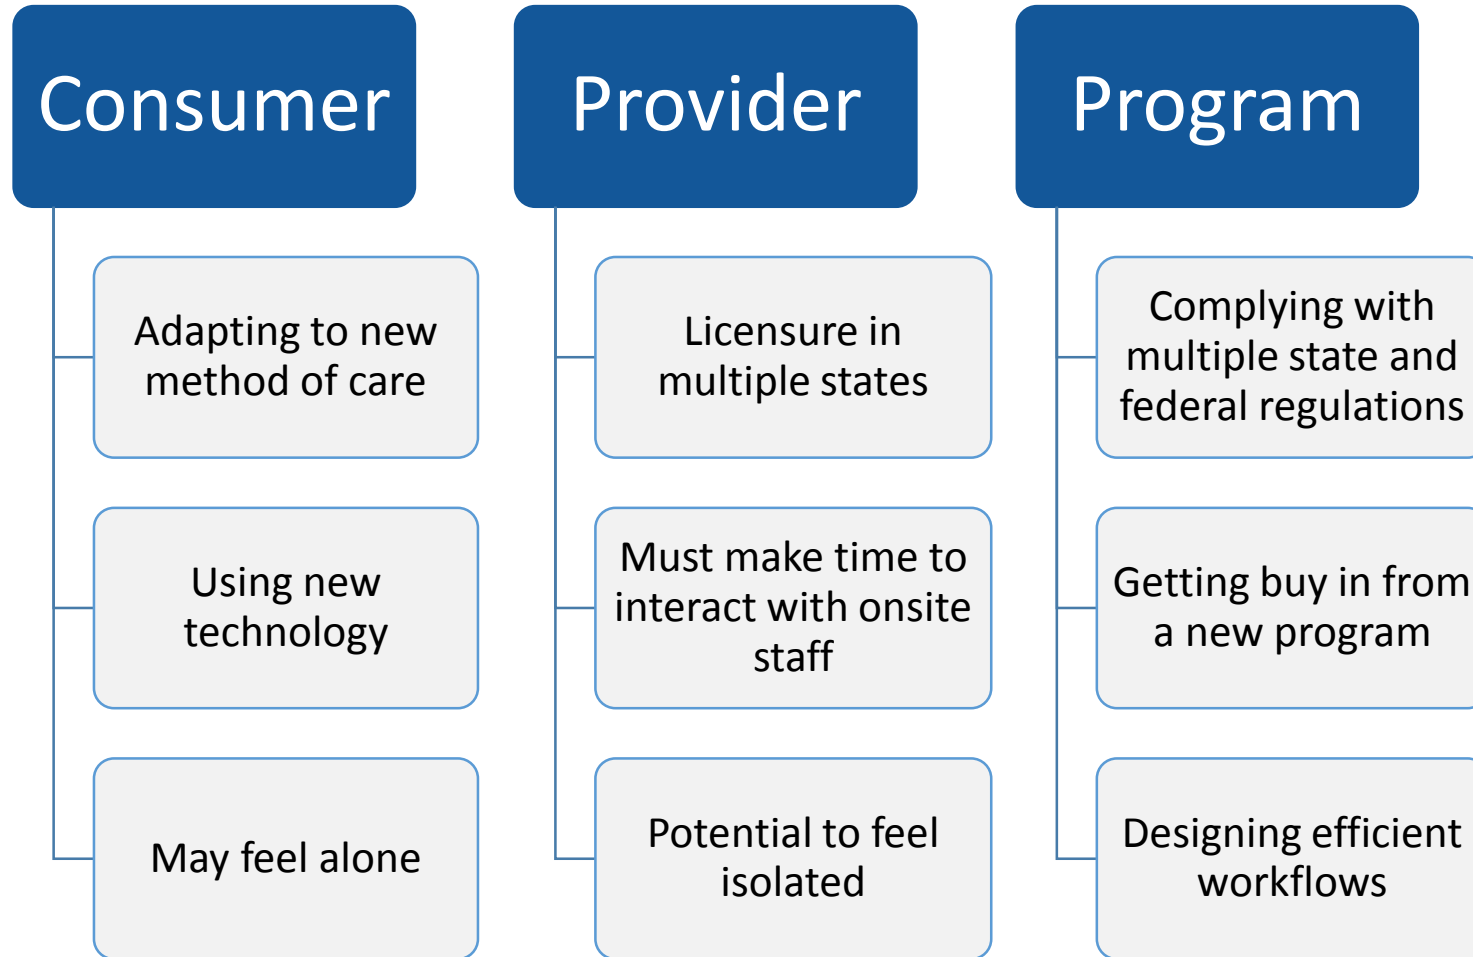 Consumer
Adapting to new
method of care
Using new
technology
May feel alone
Provider
Licensure in
multiple states
Must make time to
interact with onsite
staff
Potential to feel
isolated
Program
Complying with
multiple state and
federal regulations
Getting buy in from
a new program
Designing efficient
workflows